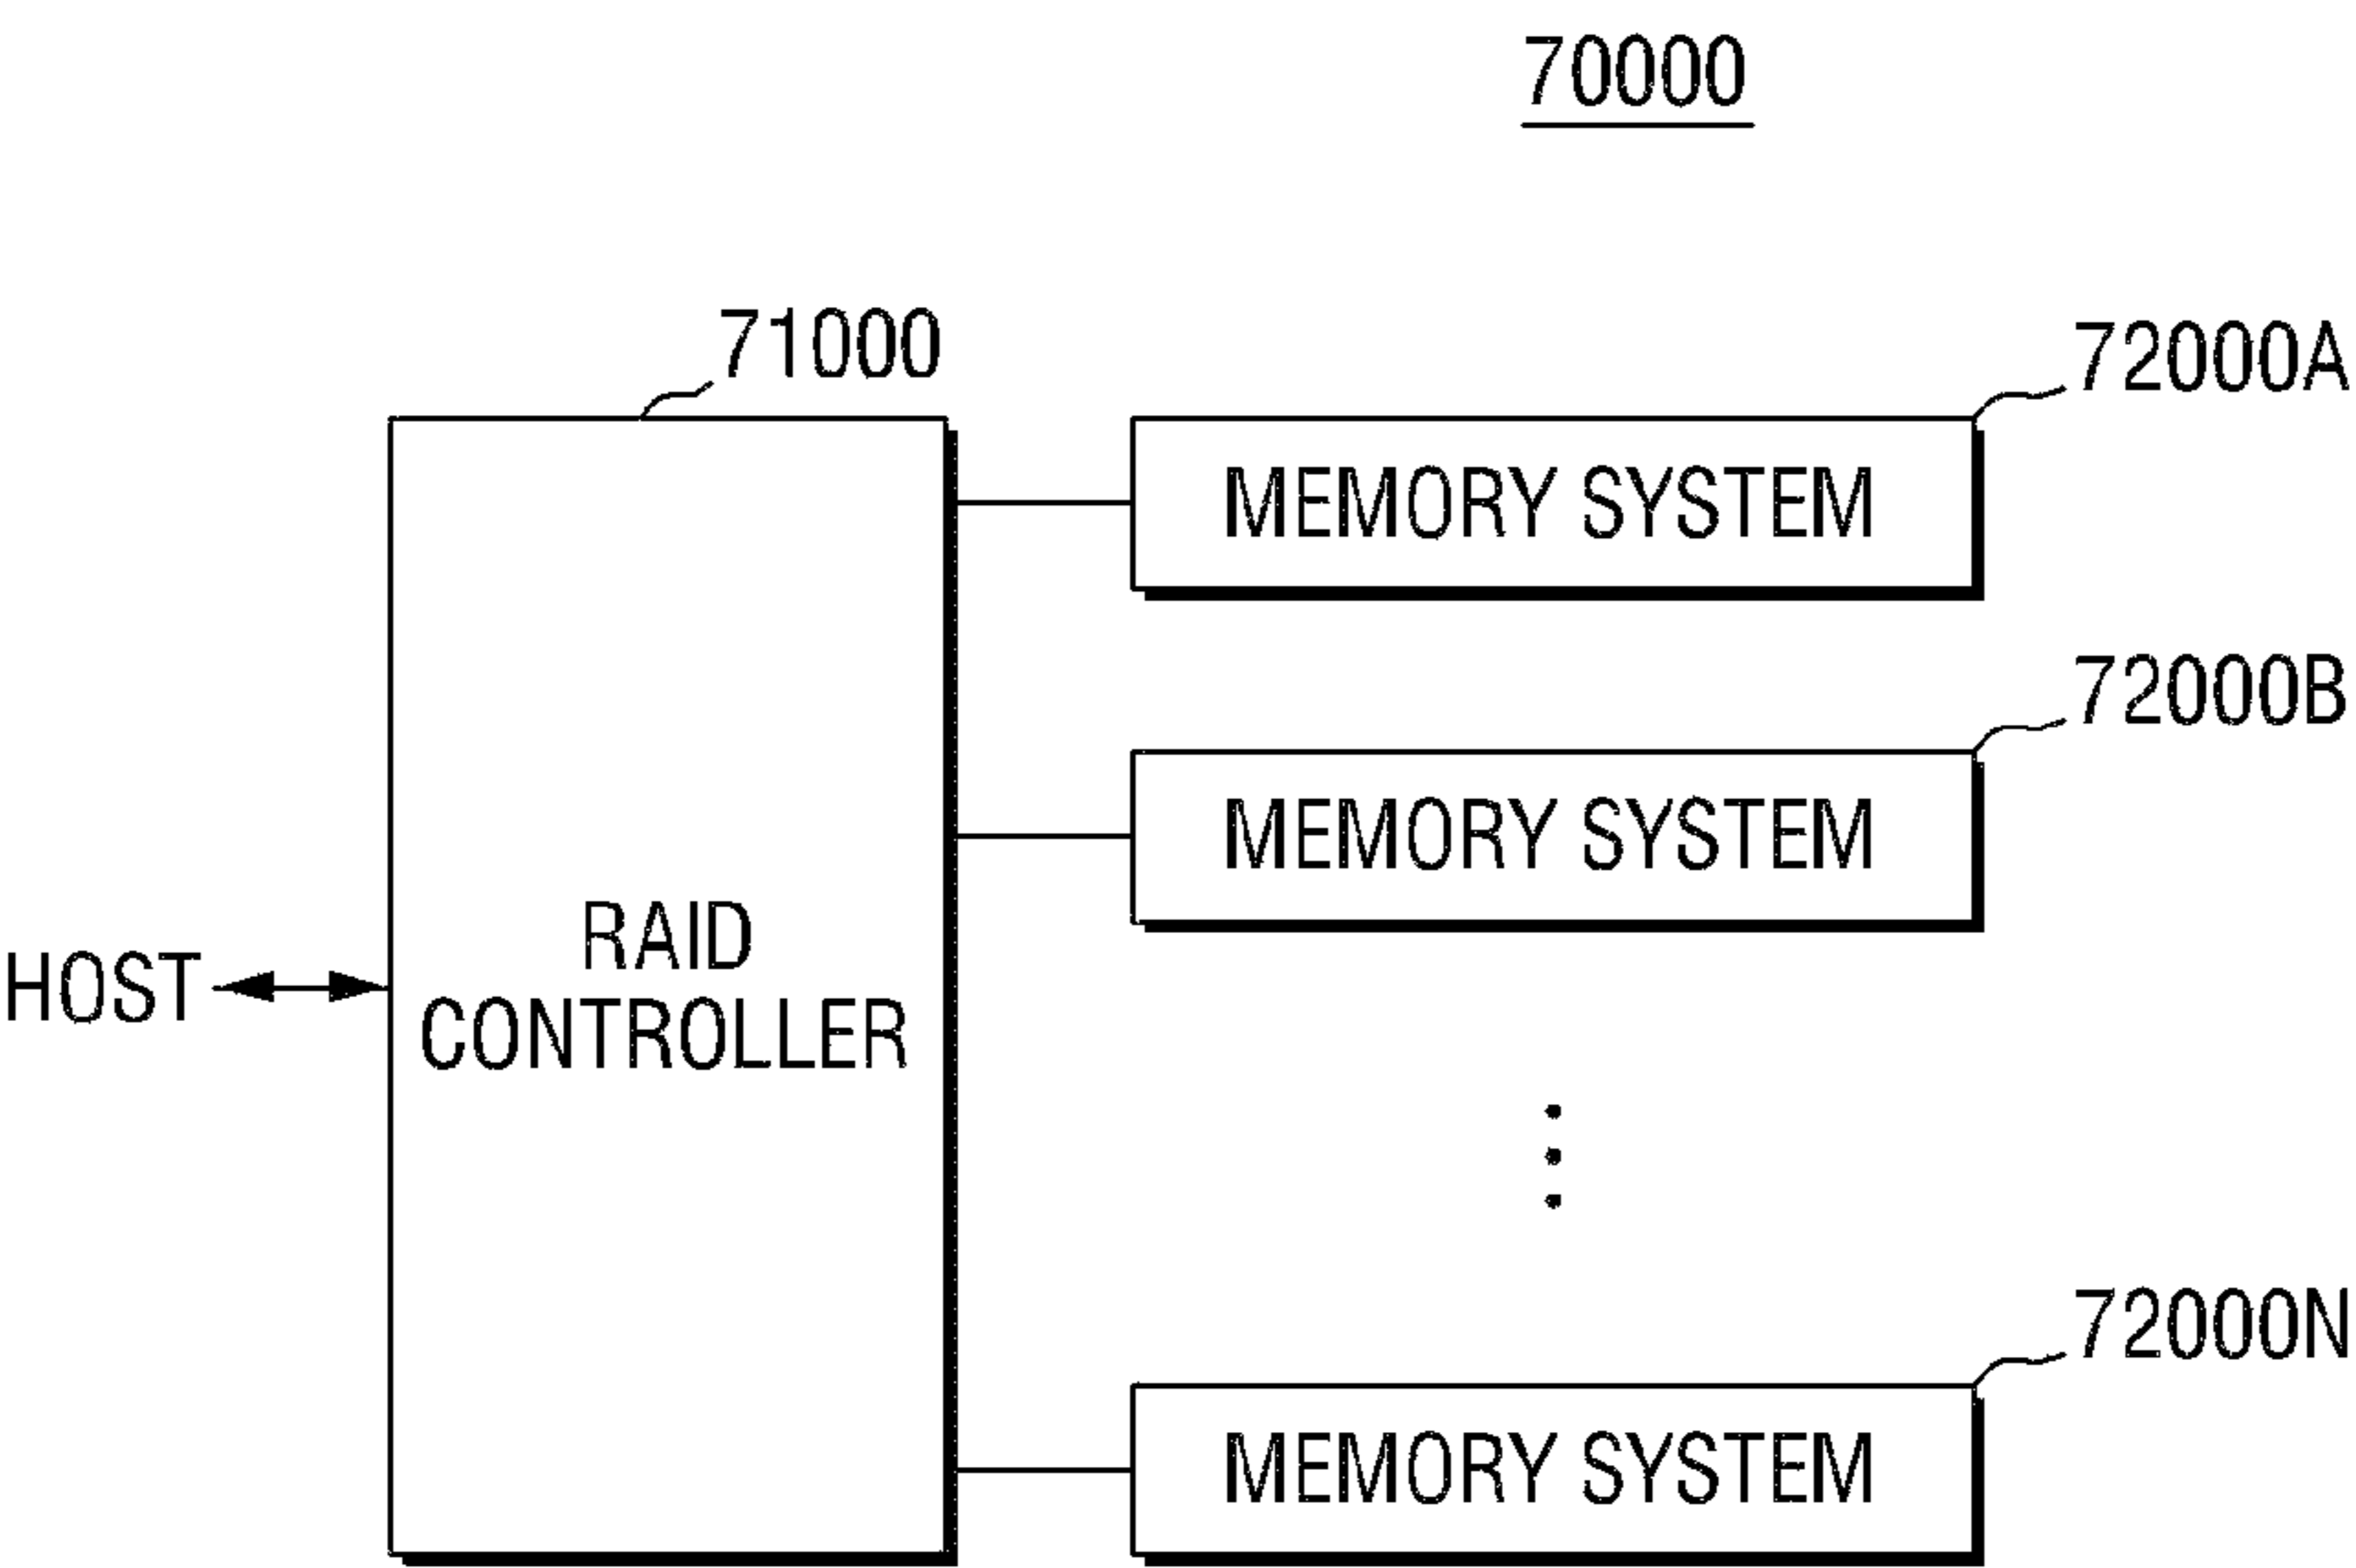 70000
71000
72000A
MEMORY SYSTEM
72000B
MEMORY SYSTEM
RAID
CONTROLLER
HOST
72000N
MEMORY SYSTEM